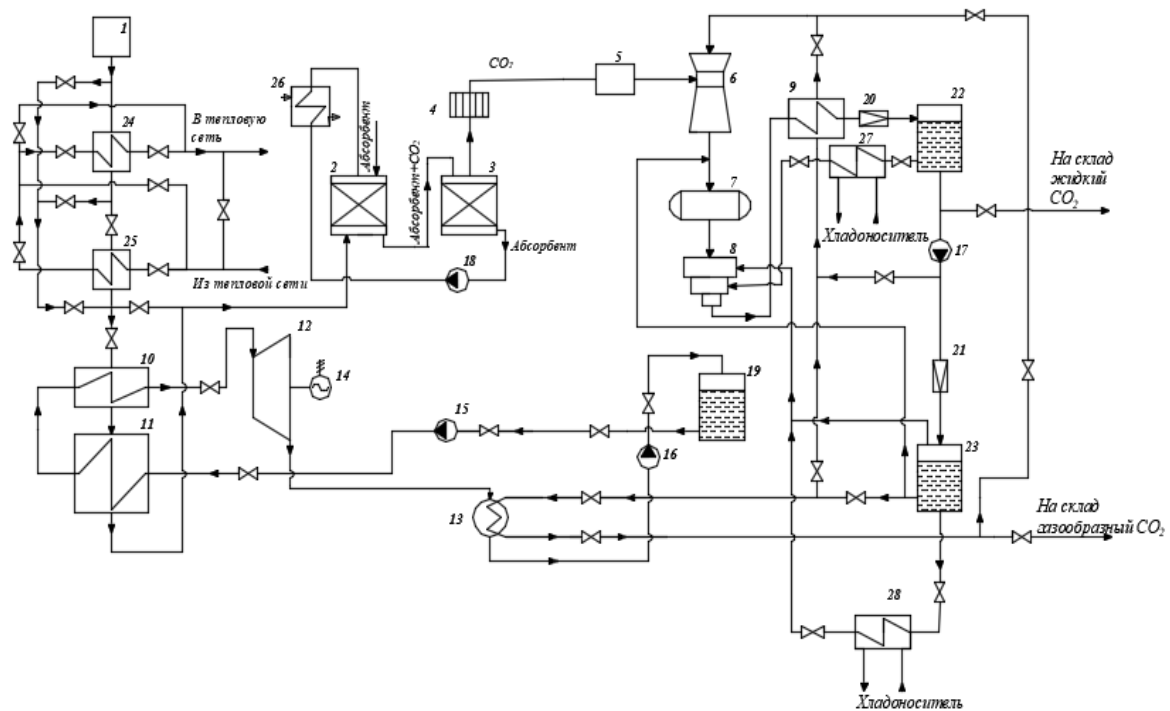 1
CO₂
5
6
26
4
9
20
22
24
В тепловую
сеть
Абсорбент
27
2
Абсорбент+CO₂
3
7
На склад
жидкий
CO₂
25
Абсорбент
Хладоноситель
17
18
8
Из тепловой сети
12
10
14
21
19
15
11
16
23
13
На склад
газообразный CO₂
28
Хладоноситель